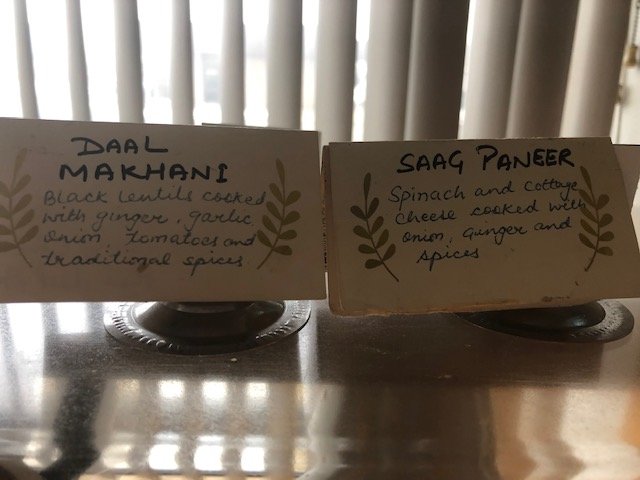 DAAL
MAKHANI
Black lentils cooked
with ginger, garlic,
onion, tomatoes and
traditional spices.
SAAG PANEER
Spinach and cottage
cheese cooked with
onion, ginger and
spices